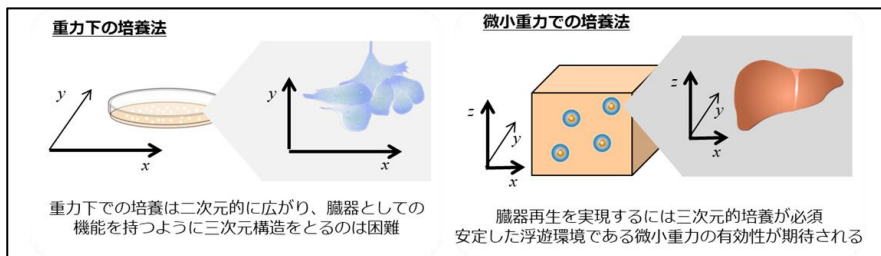 重力下の培養法
y
x
y
x
重力下での培養は二次元的に広がり、臓器としての
機能を持つように三次元構造をとるのは困難
微小重力での培養法
z
y
x
z
y
x
臓器再生を実現するには三次元的培養が必須
安定した浮遊環境である微小重力の有効性が期待される